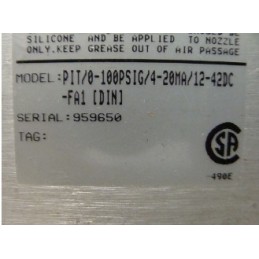 SILICONE AND BE APPLIED TO NOZZLE
ONLY.KEEP GREASE OUT OF AIR PASSAGE
MODEL:PIT/0-100PSIG/4-20MA/12-42DC
-FA1 [DIN]
SERIAL: 959650
TAG:
SA
490E